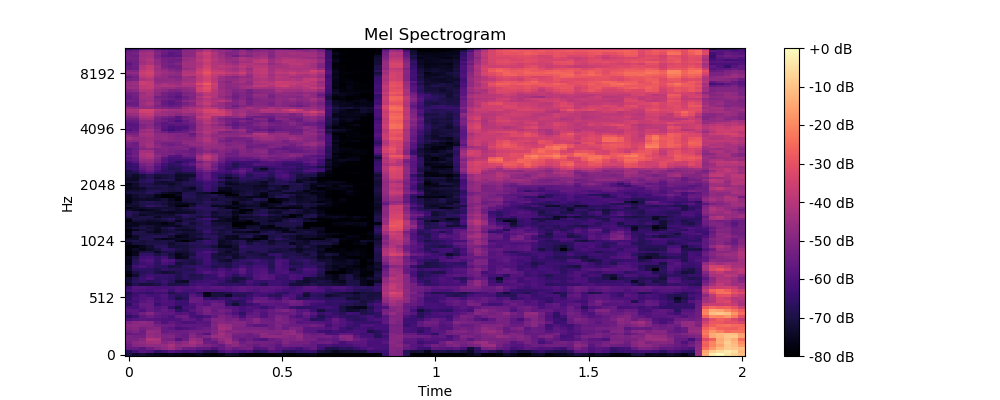 Mel Spectrogram
Hz
8192
4096
2048
1024
512
0
0
0.5
1
1.5
2
Time
+0 dB
-10 dB
-20 dB
-30 dB
-40 dB
-50 dB
-60 dB
-70 dB
-80 dB